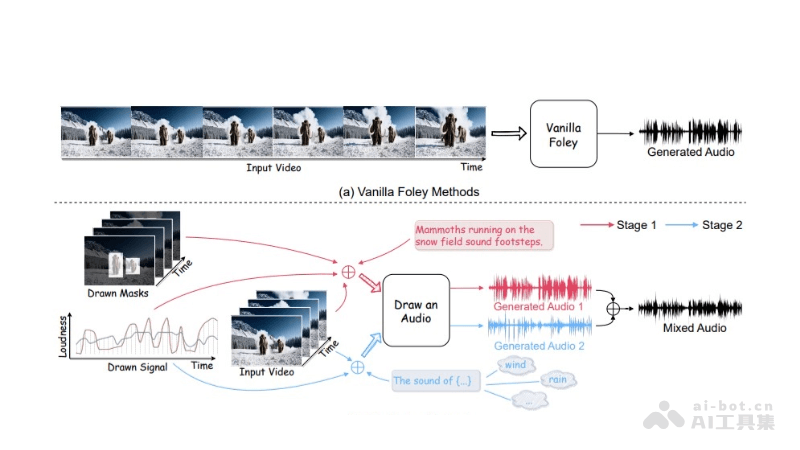 Vanilla
Foley
Generated Audio
Input Video
Time
(a) Vanilla Foley Methods
Mammoths running on the
snow field sound footsteps.
Stage 1
Stage 2
Drawn Masks
Time
Draw an
Audio
Generated Audio 1
Generated Audio 2
Mixed Audio
Loudness
Drawn Signal
Time
Input Video
Time
The sound of {...}
wind
rain
...
ai-bot.cn
AI工具集